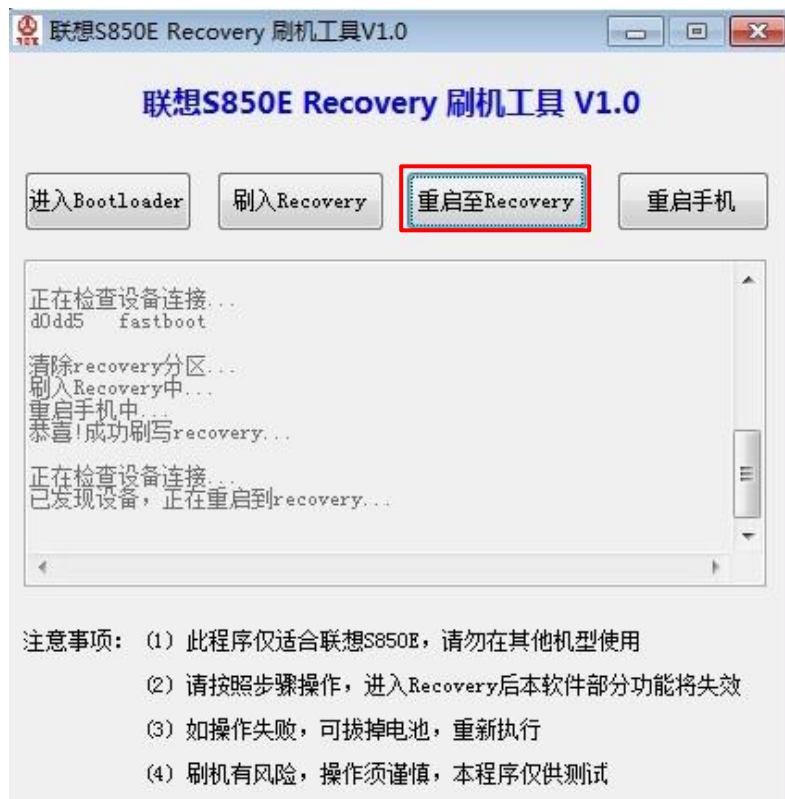 联想S850E Recovery 刷机工具V1.0
联想S850E Recovery 刷机工具 V1.0
进入Bootloader 刷入Recovery 重启至Recovery 重启手机
正在检查设备连接...
d0dd5 fastboot
清除recovery分区...
刷入Recovery中...
重启手机中...
恭喜!成功刷写recovery...
正在检查设备连接...
已发现设备，正在重启到recovery...
注意事项： (1) 此程序仅适合联想S850E，请勿在其他机型使用
(2) 请按照步骤操作，进入Recovery后本软件部分功能将失效
(3) 如操作失败，可拔掉电池，重新执行
(4) 刷机有风险，操作须谨慎，本程序仅供测试